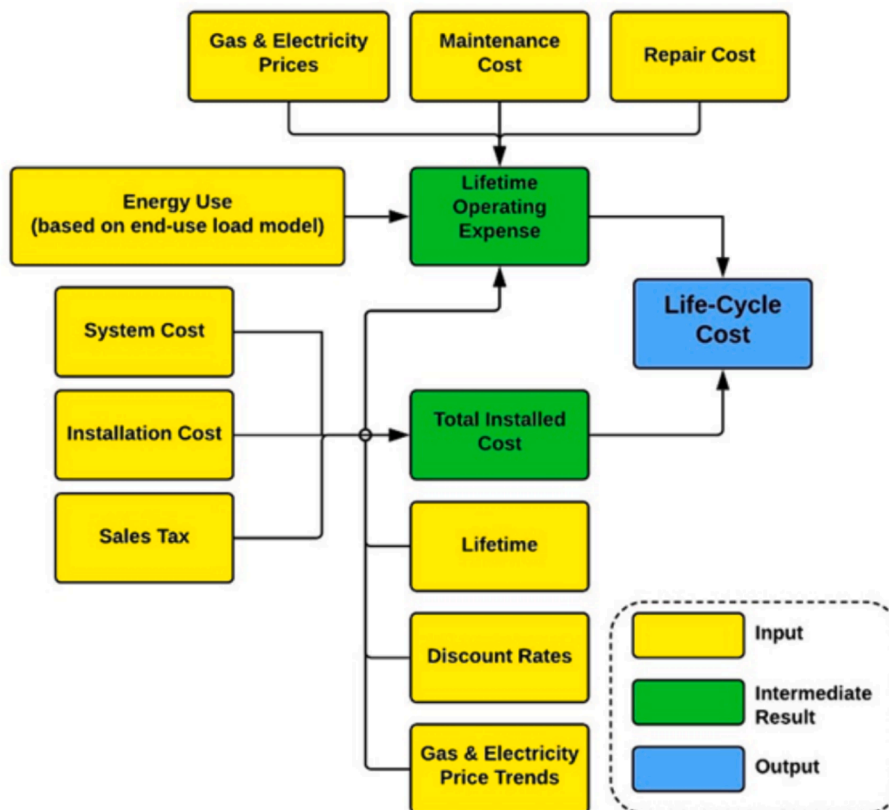 Gas & Electricity
Prices
Maintenance
Cost
Repair Cost
Energy Use
(based on end-use load model)
Lifetime
Operating
Expense
System Cost
Life-Cycle
Cost
Installation Cost
Total Installed
Cost
Sales Tax
Lifetime
Discount Rates
Gas & Electricity
Price Trends
Input
Intermediate
Result
Output